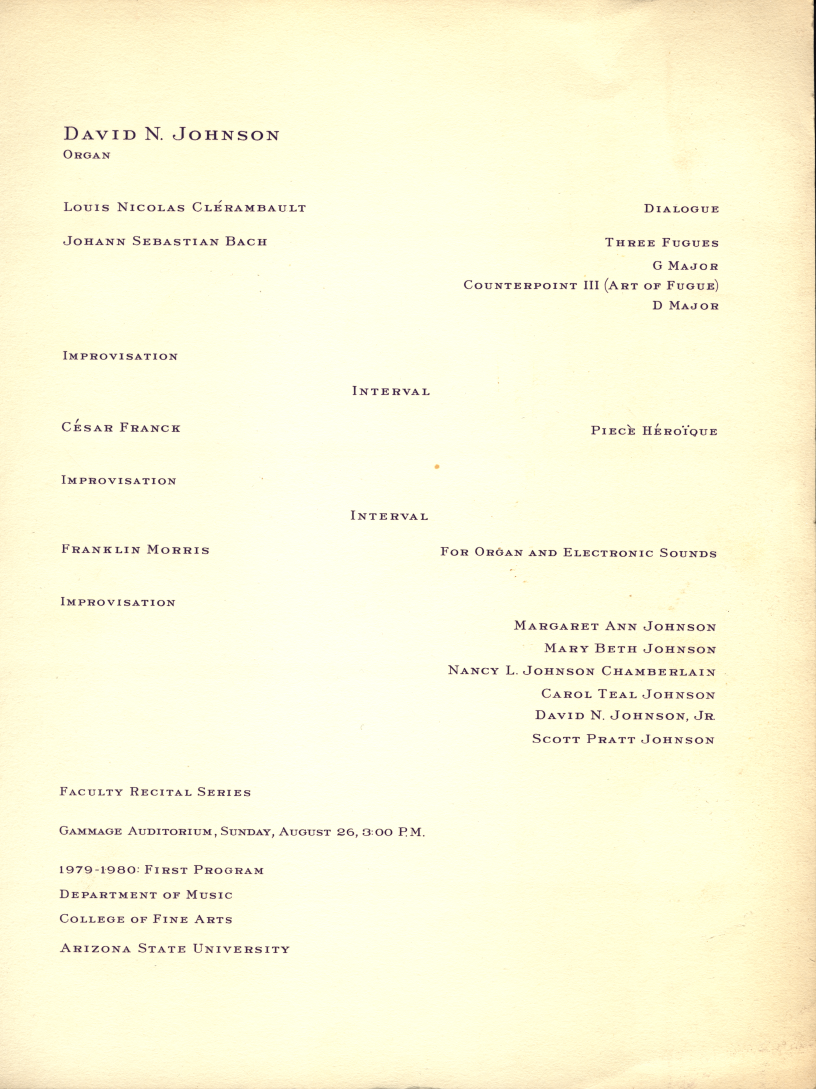 David N. Johnson
Organ
Louis Nicolas Clérambault Dialogue
Johann Sebastian Bach Three Fugues
G Major
Counterpoint III (Art of Fugue)
D Major
Improvisation
Interval
César Franck Piecè Héroïque
Improvisation
Interval
Franklin Morris For Organ and Electronic Sounds
Improvisation
Margaret Ann Johnson
Mary Beth Johnson
Nancy L. Johnson Chamberlain
Carol Teal Johnson
David N. Johnson, Jr.
Scott Pratt Johnson
Faculty Recital Series
Gammage Auditorium, Sunday, August 26, 3:00 P.M.
1979-1980: First Program
Department of Music
College of Fine Arts
Arizona State University